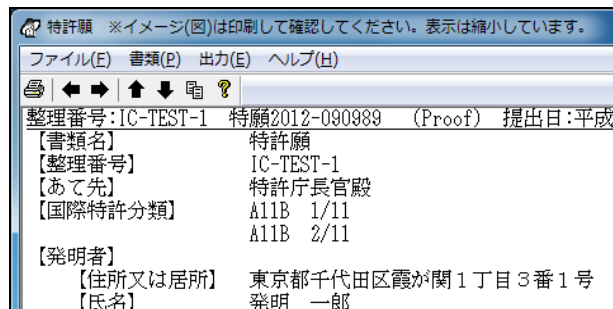 特許願 ※イメージ(図)は印刷して確認してください。表示は縮小しています。
ファイル(F) 書類(P) 出力(E) ヘルプ(H)
整理番号:IC-TEST-1 特願2012-090989 (Proof) 提出日:平成
【書類名】 特許願
【整理番号】 IC-TEST-1
【あて先】 特許庁長官殿
【国際特許分類】 A11B 1/11
A11B 2/11
【発明者】
【住所又は居所】 東京都千代田区霞が関1丁目3番1号
【氏名】 発明 一郎